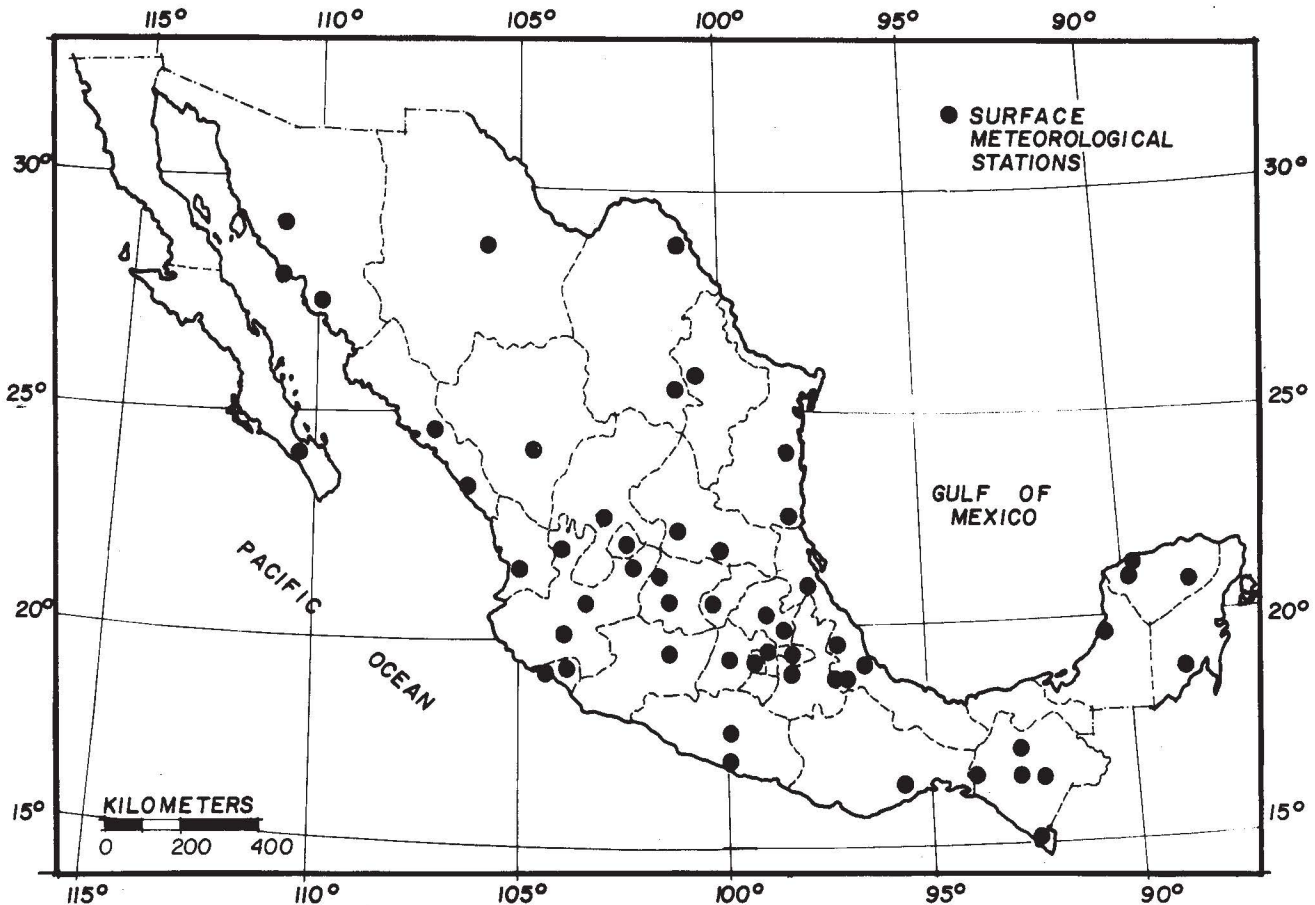 115° 110° 105° 100° 95° 90°
SURFACE
METEOROLOGICAL
STATIONS
30° 30°
25° 25°
GULF OF
MEXICO
PACIFIC
OCEAN
20° 20°
KILOMETERS
0 200 400
15° 15°
115° 110° 105° 100° 95° 90°